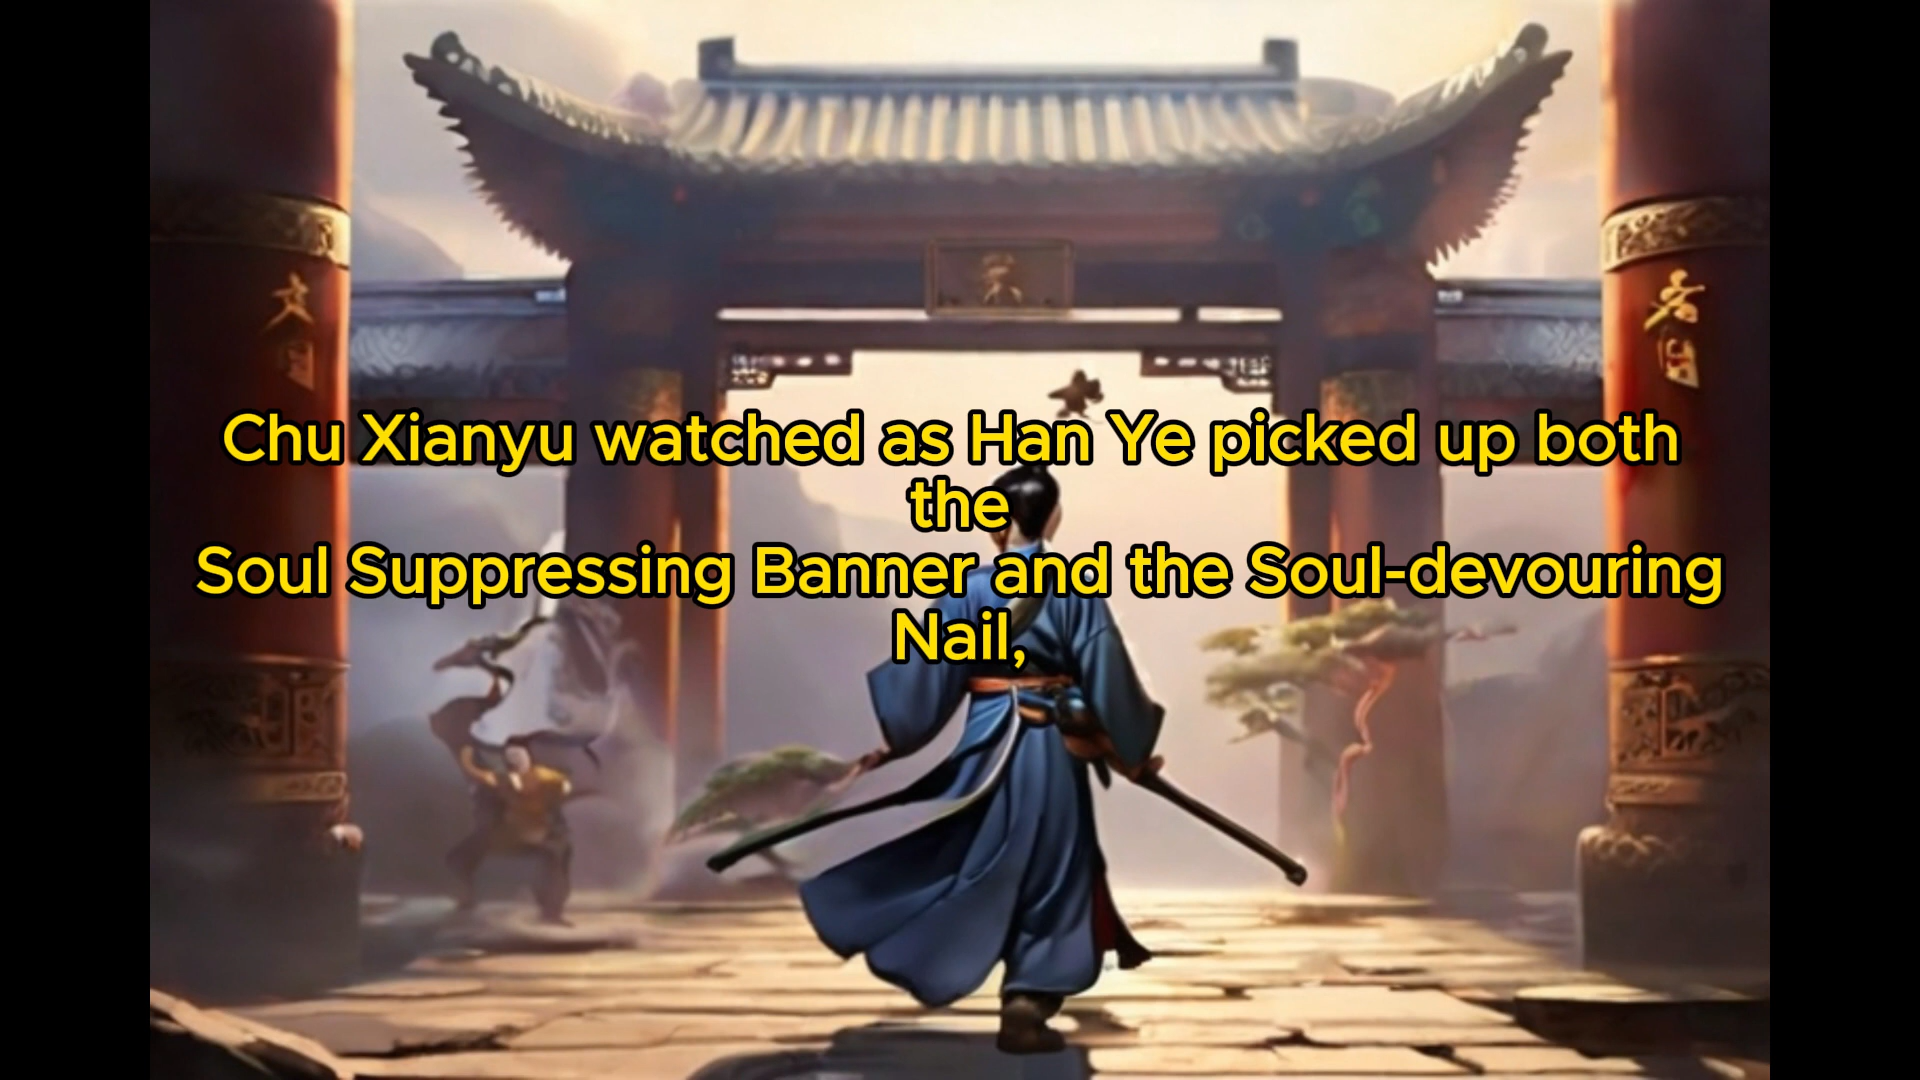 Chu Xianyu watched as Han Ye picked up both
the
Soul Suppressing Banner and the Soul-devouring
Nail,